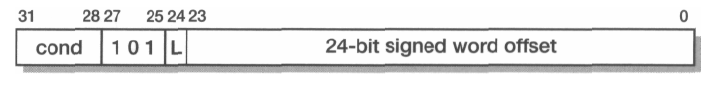 31 28 27 25 24 23 0
cond 1 0 1 L 24-bit signed word offset